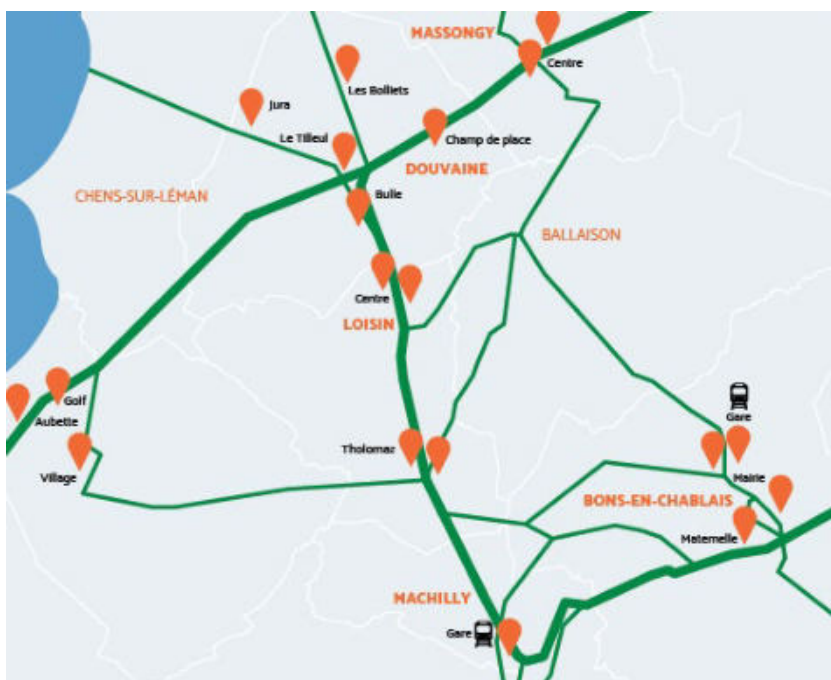 MASSONGY
Centre
Les Bolliets
Jura
Le Tilleul
Champ de place
DOUVAINE
CHENS-SUR-LÉMAN
Bulle
BALLAISON
Centre
LOISIN
Golf
Aubette
Gare
Tholomaz
Village
Mairie
BONS-EN-CHABLAIS
Maternelle
MACHILLY
Gare